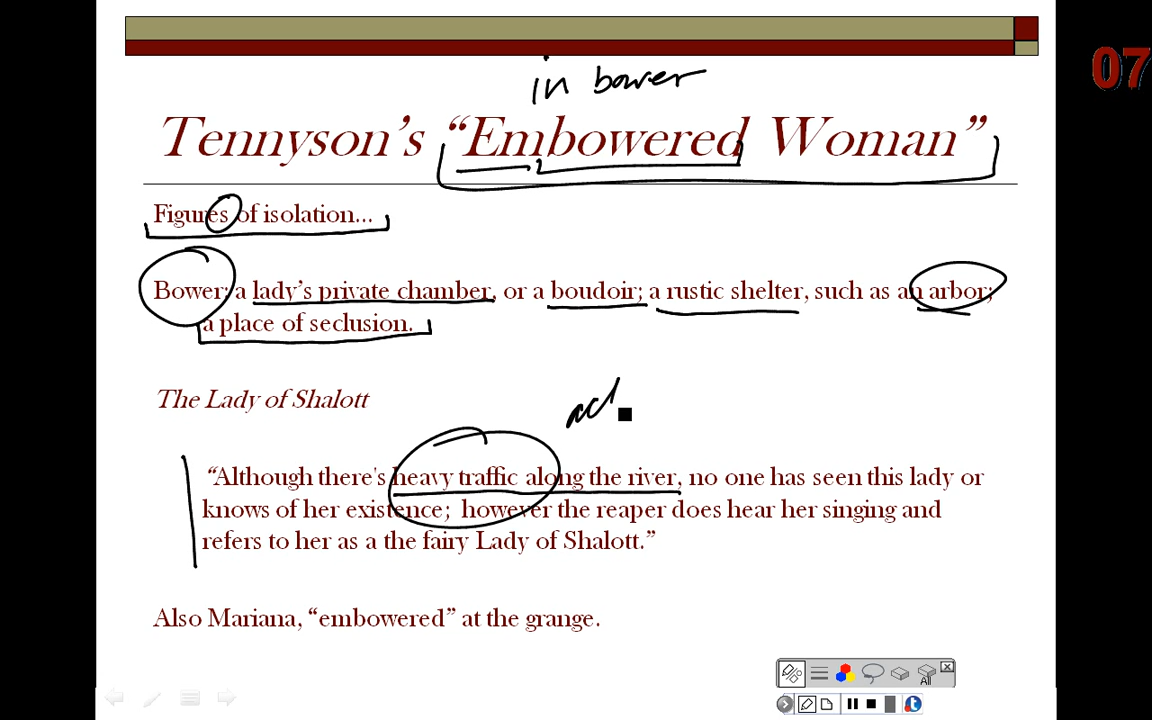 07
in bower
Tennyson's "Embowered Woman"
Figures of isolation...
Bower; a lady's private chamber, or a boudoir; a rustic shelter, such as an arbor;
a place of seclusion.
The Lady of Shalott
"Although there's heavy traffic along the river, no one has seen this lady or
knows of her existence; however the reaper does hear her singing and
refers to her as a the fairy Lady of Shalott."
Also Mariana, "embowered" at the grange.
All